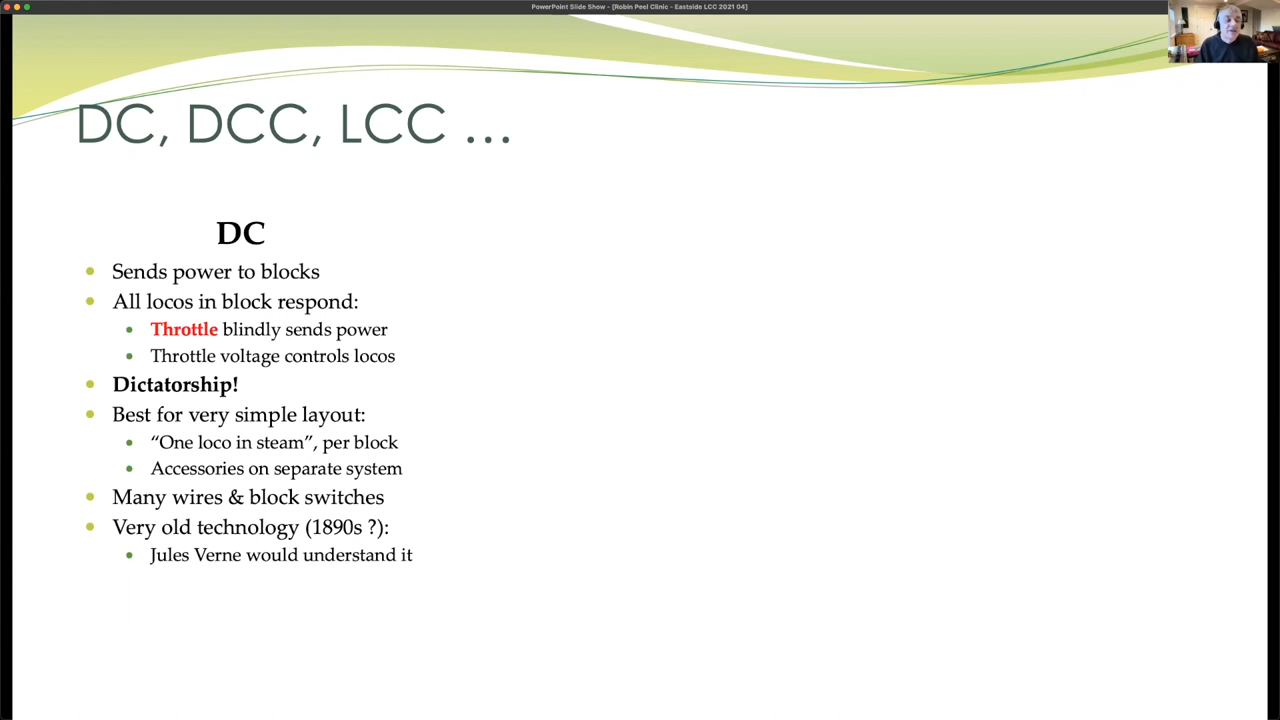 PowerPoint Slide Show - [Robin Peel Clinic - Eastside LCC 2021 04]
DC, DCC, LCC …
DC
• Sends power to blocks
• All locos in block respond:
• Throttle blindly sends power
• Throttle voltage controls locos
• Dictatorship!
• Best for very simple layout:
• “One loco in steam”, per block
• Accessories on separate system
• Many wires & block switches
• Very old technology (1890s ?):
• Jules Verne would understand it